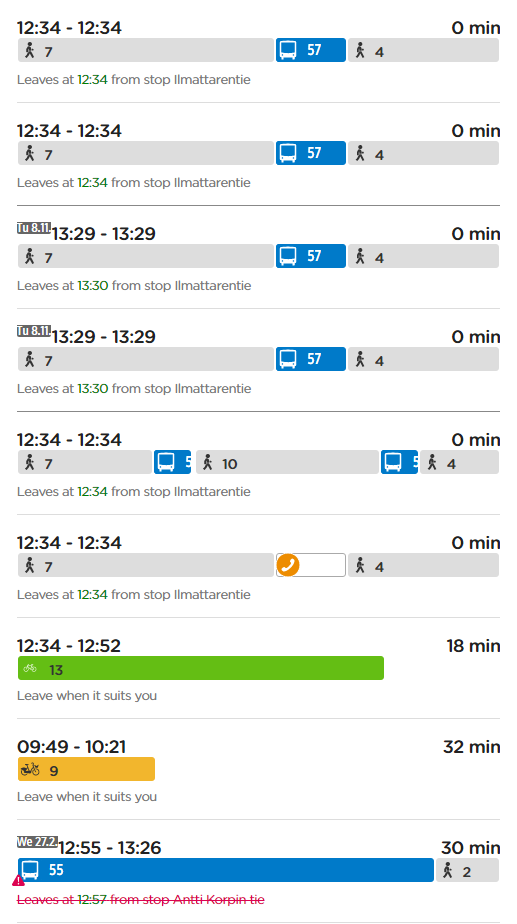 12:34 - 12:34 0 min
7 57 4
Leaves at 12:34 from stop Ilmattarentie
12:34 - 12:34 0 min
7 57 4
Leaves at 12:34 from stop Ilmattarentie
Tu 8.11. 13:29 - 13:29 0 min
7 57 4
Leaves at 13:30 from stop Ilmattarentie
Tu 8.11. 13:29 - 13:29 0 min
7 57 4
Leaves at 13:30 from stop Ilmattarentie
12:34 - 12:34 0 min
7 10 4
Leaves at 12:34 from stop Ilmattarentie
12:34 - 12:34 0 min
7 4
Leaves at 12:34 from stop Ilmattarentie
12:34 - 12:52 18 min
13
Leave when it suits you
09:49 - 10:21 32 min
9
Leave when it suits you
We 27.2. 12:55 - 13:26 30 min
55 2
Leaves at 12:57 from stop Antti Korpin tie